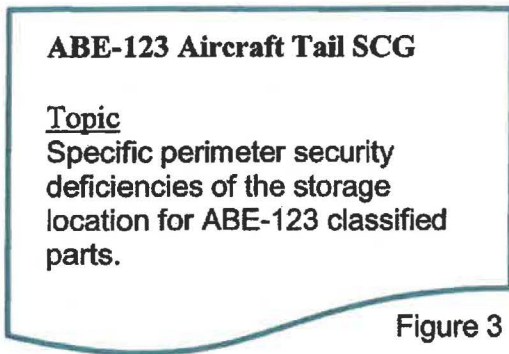 ABE-123 Aircraft Tail SCG
Topic
Specific perimeter security
deficiencies of the storage
location for ABE-123 classified
parts.
Figure 3